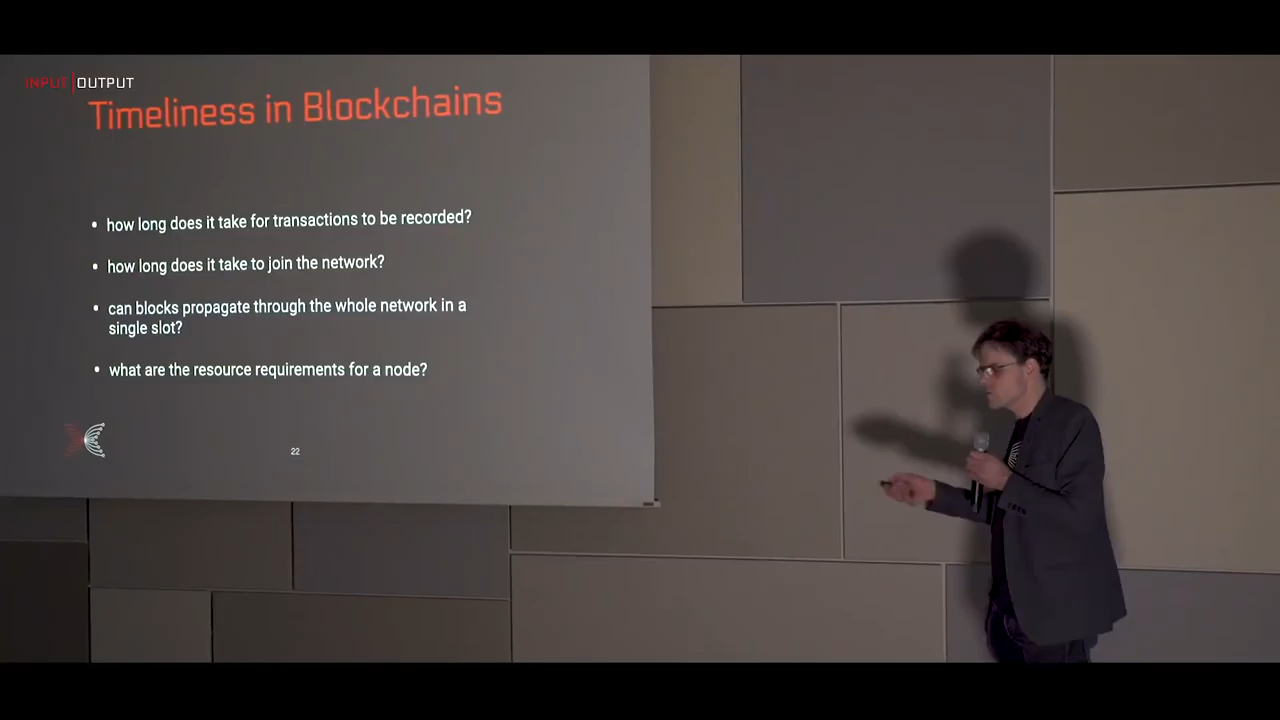 INPUT|OUTPUT
Timeliness in Blockchains
• how long does it take for transactions to be recorded?
• how long does it take to join the network?
• can blocks propagate through the whole network in a
single slot?
• what are the resource requirements for a node?
22